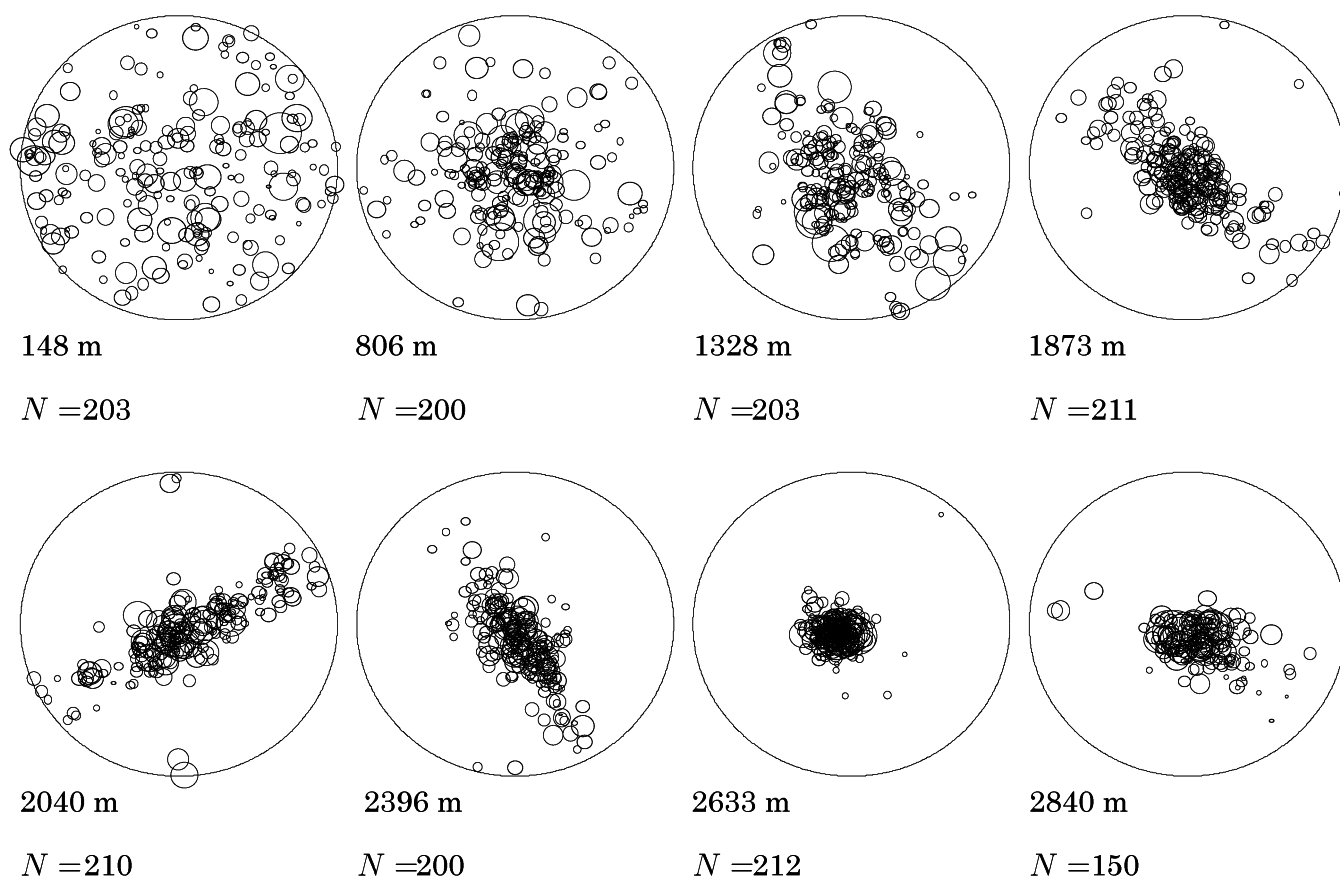 148 m 806 m 1328 m 1873 m
N =203 N =200 N =203 N =211
2040 m 2396 m 2633 m 2840 m
N =210 N =200 N =212 N =150